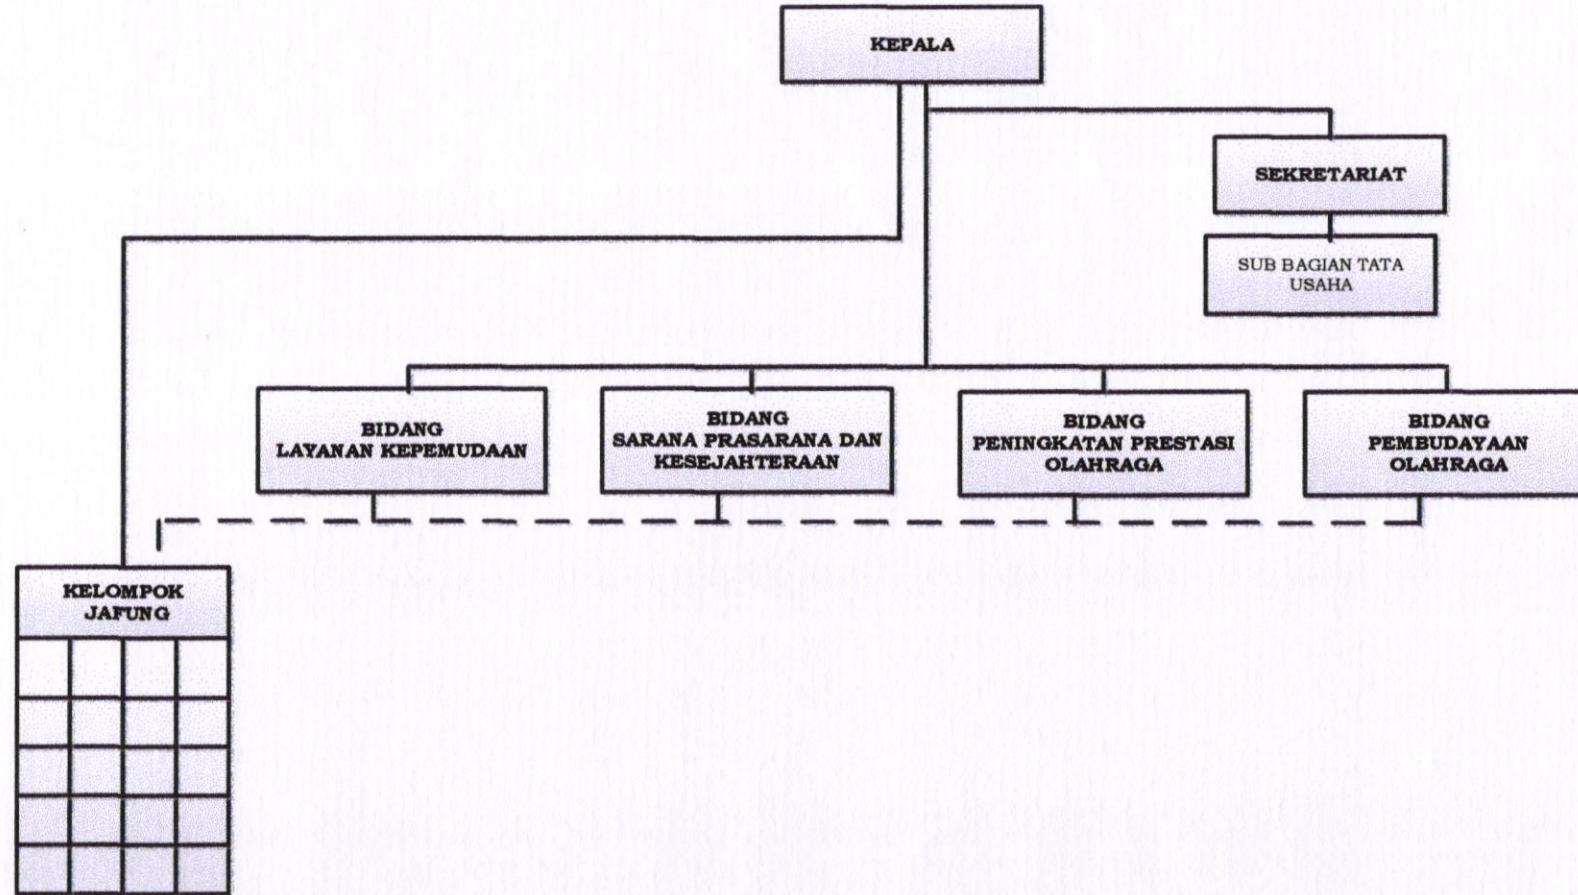 KEPALA
SEKRETARIAT
SUB BAGIAN TATA
USAHA
BIDANG
LAYANAN KEPEMUDAAN
BIDANG
SARANA PRASARANA DAN
KESEJAHTERAAN
BIDANG
PENINGKATAN PRESTASI
OLAHRAGA
BIDANG
PEMBUDAYAAN
OLAHRAGA
KELOMPOK
JAFUNG